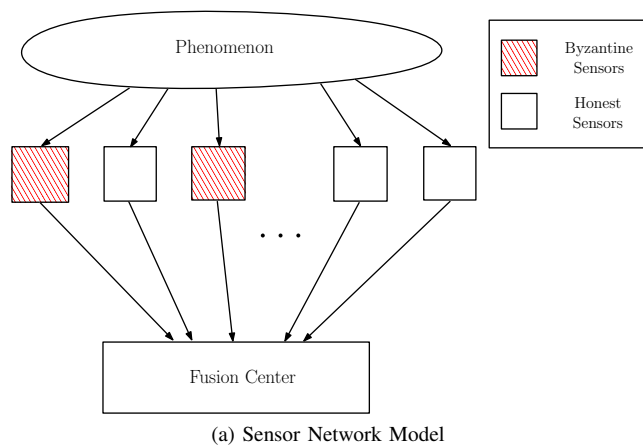 Phenomenon
Byzantine
Sensors
Honest
Sensors
. . .
Fusion Center
(a) Sensor Network Model